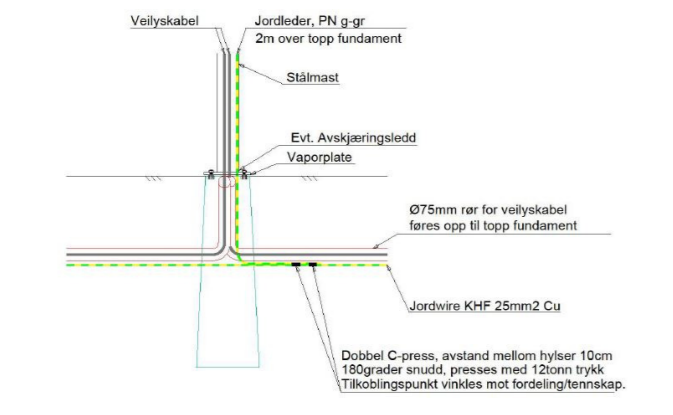 Veilyskabel
Jordleder, PN g-gr
2m over topp fundament
Stålmast
Evt. Avskjæringsledd
Vaporplate
Ø75mm rør for veilyskabel
føres opp til topp fundament
Jordwire KHF 25mm2 Cu
Dobbel C-press, avstand mellom hylser 10cm
180grader snudd, presses med 12tonn trykk
Tilkoblingspunkt vinkles mot fordeling/tennskap.